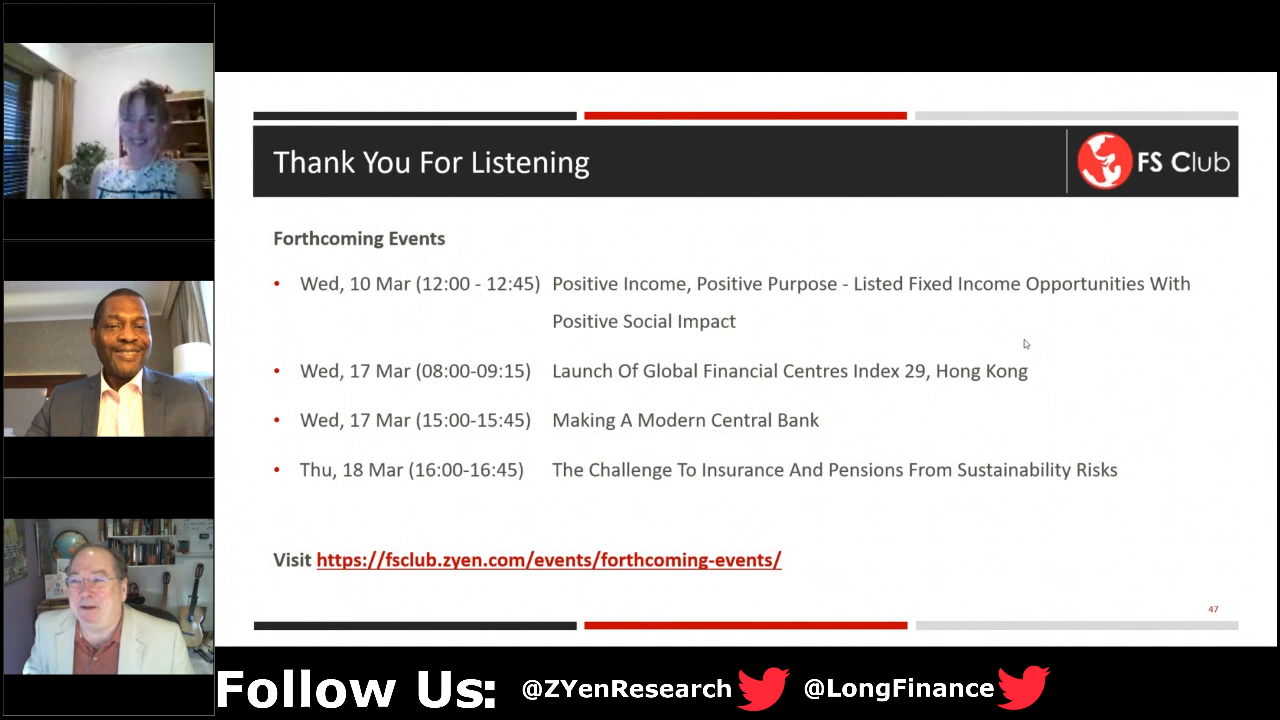 Thank You For Listening
FS Club
Forthcoming Events
• Wed, 10 Mar (12:00 - 12:45) Positive Income, Positive Purpose - Listed Fixed Income Opportunities With
Positive Social Impact
• Wed, 17 Mar (08:00-09:15) Launch Of Global Financial Centres Index 29, Hong Kong
• Wed, 17 Mar (15:00-15:45) Making A Modern Central Bank
• Thu, 18 Mar (16:00-16:45) The Challenge To Insurance And Pensions From Sustainability Risks
Visit https://fsclub.zyen.com/events/forthcoming-events/
47
Follow Us: @ZYenResearch @LongFinance